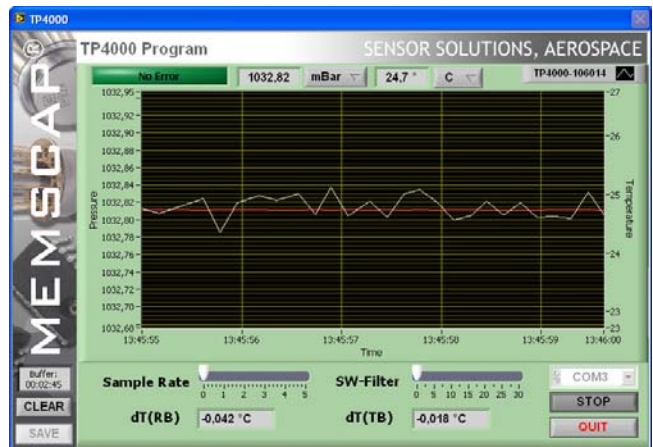 TP4000
MEMSCAP®
TP4000 Program
SENSOR SOLUTIONS, AEROSPACE
No Error
1032,82 mBar 24,7 ° C
TP4000-106014
1032,95
1032,92
1032,90
1032,88
1032,86
1032,84
1032,82
1032,80
1032,78
1032,76
1032,74
1032,72
1032,70
1032,68
Pressure
27
26
25
24
23
23
Temperature
13:45:55 13:45:56 13:45:57 13:45:58 13:45:59 13:46:00
Time
Buffer:
00:02:45
CLEAR
SAVE
Sample Rate
0 1 2 3 4 5
SW-Filter
0 5 10 15 20 25 30
dT(RB) -0,042 °C
dT(TB) -0,018 °C
COM3
STOP
QUIT